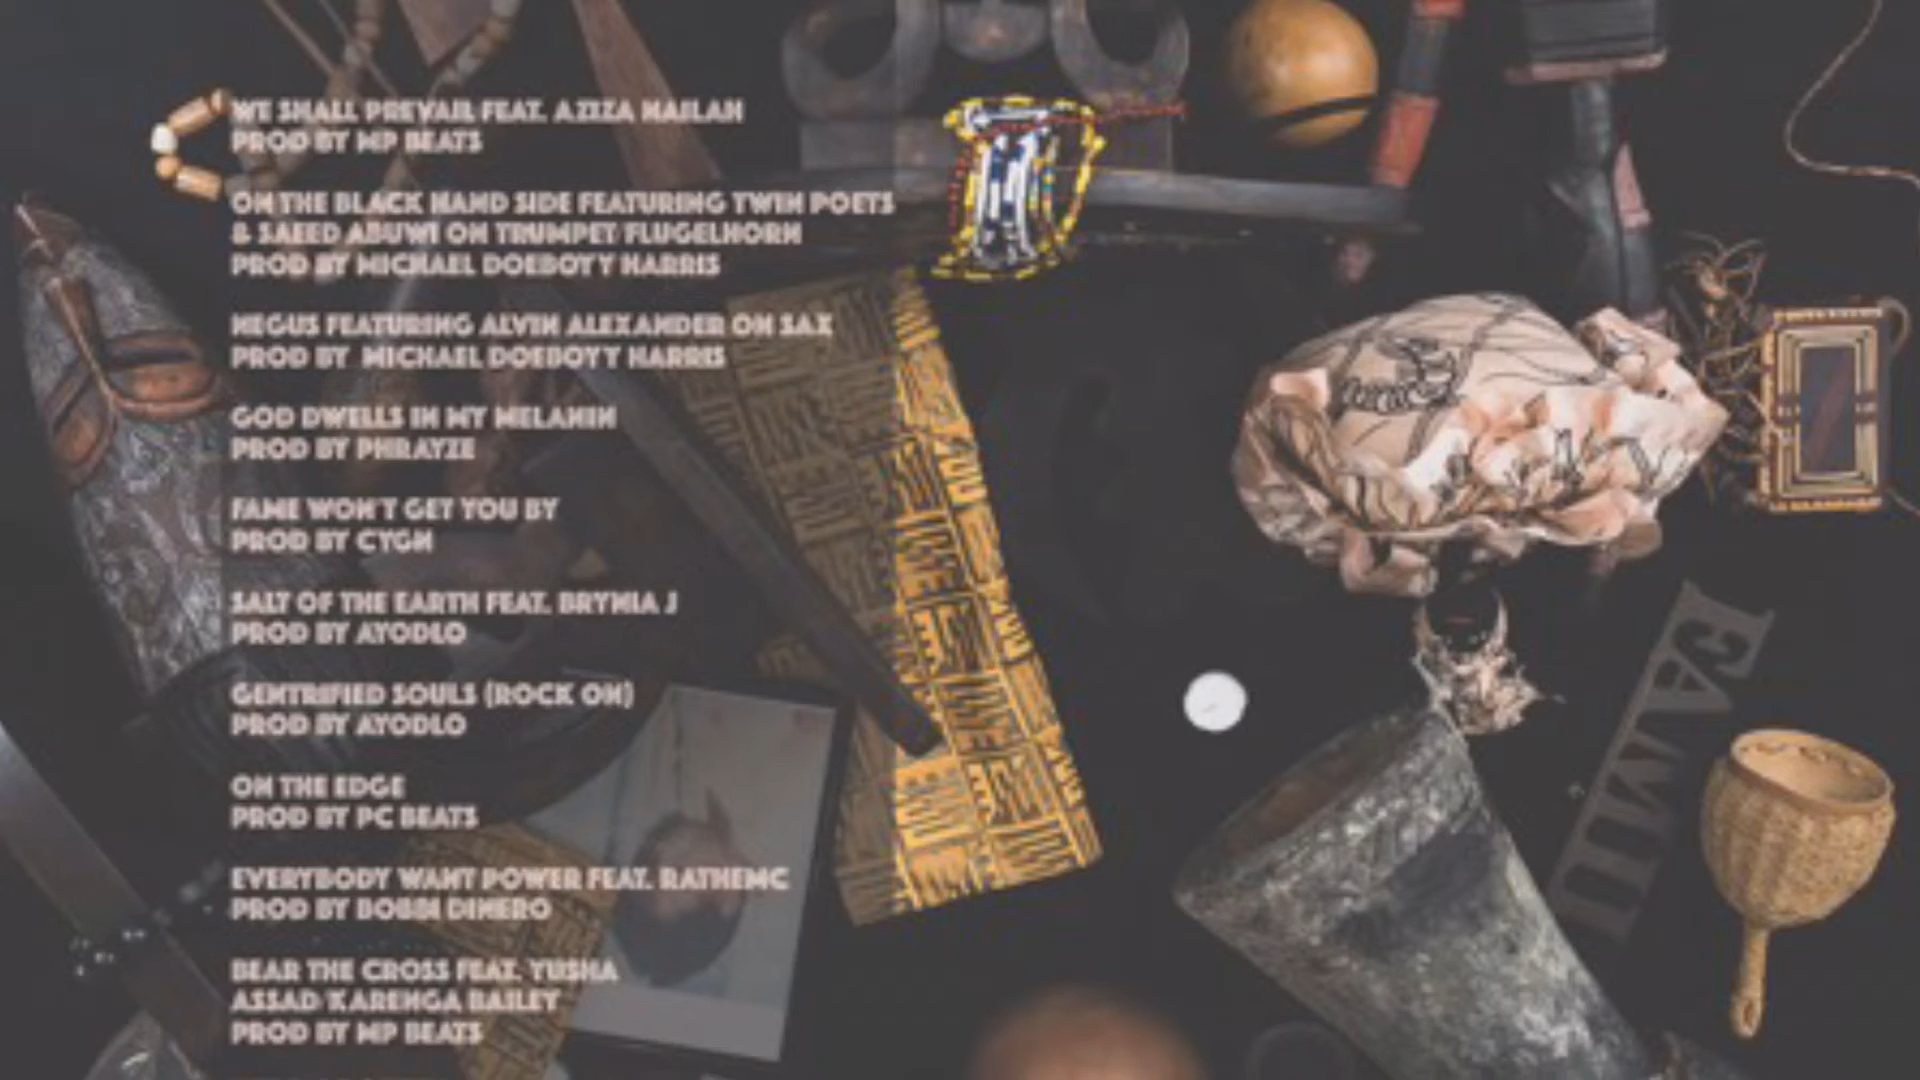 WE SHALL PREVAIL FEAT. AZIZA NAILAH
PROD BY MP BEATS
ON THE BLACK HAND SIDE FEATURING TWIN POETS
& SAEED ABUWI ON TRUMPET/FLUGELHORN
PROD BY MICHAEL DOEBOTY HARRIS
NEGUS FEATURING ALVIN ALEXANDER ON SAX
PROD BY MICHAEL DOEBOTY HARRIS
GOD DWELLS IN MY MELANIN
PROD BY PHRAYZE
FAME WON'T GET YOU BY
PROD BY CYGN
SALT OF THE EARTH FEAT. BRYNIA J
PROD BY AYODLO
GENTRIFIED SOULS (ROCK ON)
PROD BY AYODLO
ON THE EDGE
PROD BY PC BEATS
EVERYBODY WANT POWER FEAT. RATHEMC
PROD BY BOBBI DINERO
BEAR THE CROSS FEAT. YUSHA
ASSAD/KARENGA BAILEY
PROD BY MP BEATS
FAMU